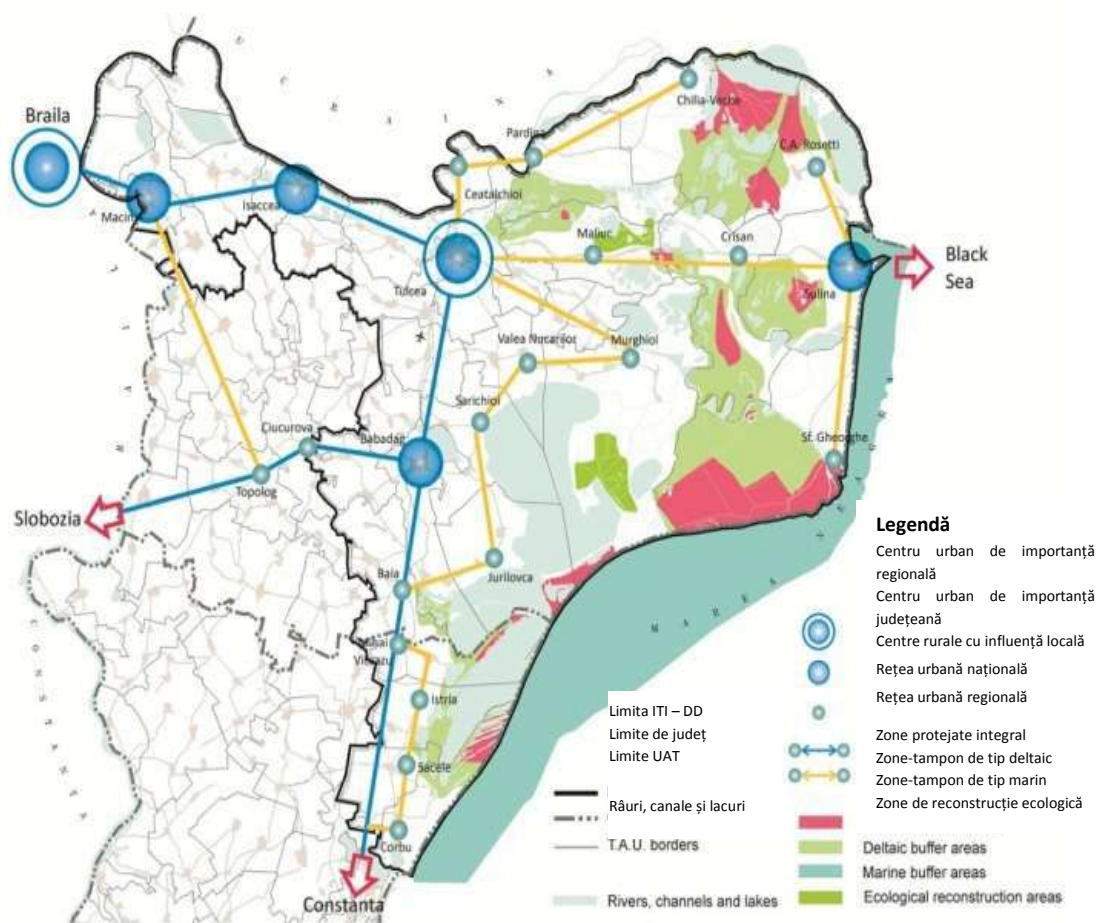 U C R A I N A
Braila
Chilia-Veche
Pardina
C.A. Rosetti
Ceatalchioi
Isaccea
Macin
Maliuc
Crisan
Black
Sea
Tulcea
Sulina
Valea Nucarilor
Murghiol
Sarichioi
Ciucurova
Babadag
Sf. Gheorghe
Topolog
Slobozia
Jurilovca
Baia
Mihai
Viteazu
Istria
Sacele
Corbu
Constanta
C O N S T A N T A
M A R E A N E A G R A
Legendă
Centru urban de importanță
regională
Centru urban de importanță
județeană
Centre rurale cu influență locală
Rețea urbană națională
Rețea urbană regională
Zone protejate integral
Zone-tampon de tip deltaic
Zone-tampon de tip marin
Zone de reconstrucție ecologică
Limita ITI – DD
Limite de județ
Limite UAT
Râuri, canale și lacuri
T.A.U. borders
Rivers, channels and lakes
Deltaic buffer areas
Marine buffer areas
Ecological reconstruction areas